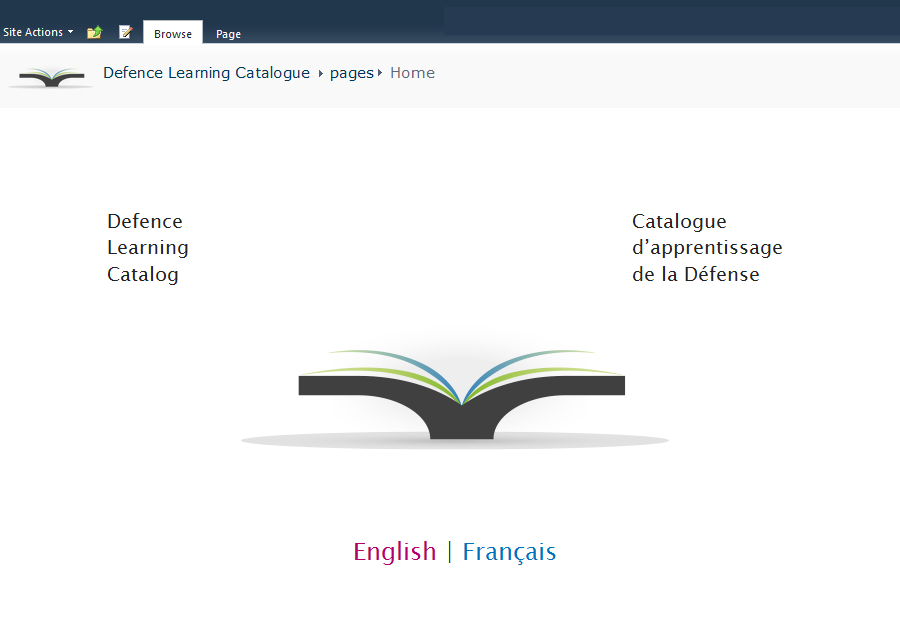 Site Actions
Browse
Page
Defence Learning Catalogue pages Home
Defence
Learning
Catalog
Catalogue
d’apprentissage
de la Défense
English | Français